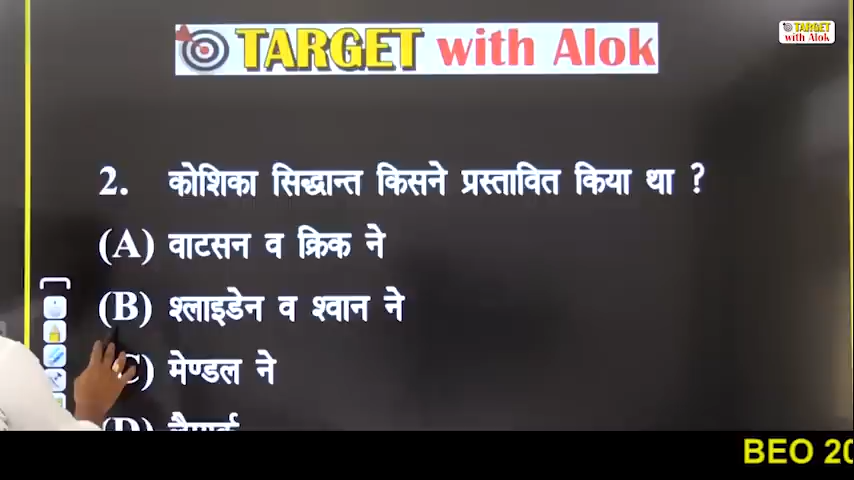 TARGET with Alok
TARGET
with Alok
2. कोशिका सिद्धान्त किसने प्रस्तावित किया था ?
(A) वाटसन व क्रिक ने
(B) श्लाइडेन व श्वान ने
C) मेण्डल ने
(D)
BEO 20